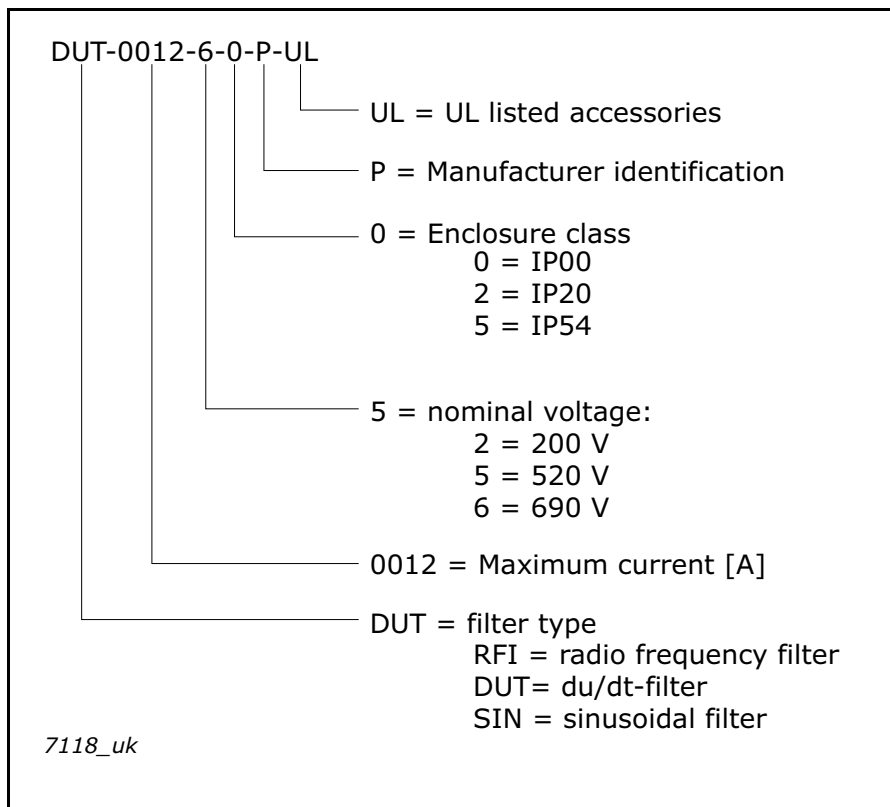 DUT-0012-6-0-P-UL
UL = UL listed accessories
P = Manufacturer identification
0 = Enclosure class
0 = IP00
2 = IP20
5 = IP54
5 = nominal voltage:
2 = 200 V
5 = 520 V
6 = 690 V
0012 = Maximum current [A]
DUT = filter type
RFI = radio frequency filter
DUT= du/dt-filter
SIN = sinusoidal filter
7118_uk